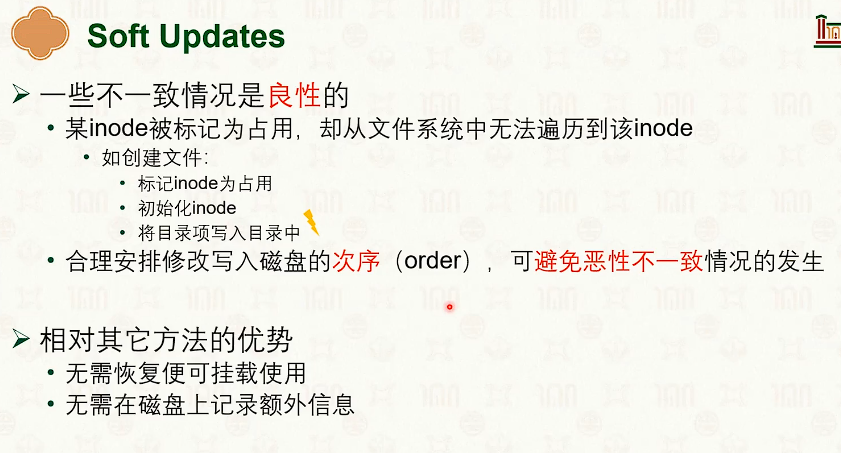 Soft Updates
一些不一致情况是良性的
某inode被标记为占用，却从文件系统中无法遍历到该inode
如创建文件:
标记inode为占用
初始化inode
将目录项写入目录中
合理安排修改写入磁盘的次序（order），可避免恶性不一致情况的发生
相对其它方法的优势
无需恢复便可挂载使用
无需在磁盘上记录额外信息